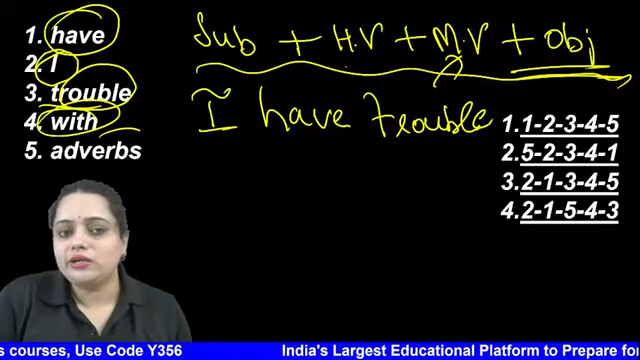 1. have
2. I
3. trouble
4. with
5. adverbs
Sub + H.V + M.V + Obj
I have trouble
1.1-2-3-4-5
2.5-2-3-4-1
3.2-1-3-4-5
4.2-1-5-4-3
s courses, Use Code Y356
India's Largest Educational Platform to Prepare fo